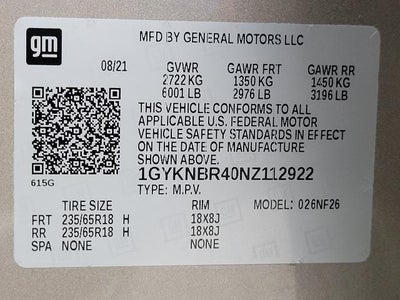 gm
MFD BY GENERAL MOTORS LLC
08/21 GVWR GAWR FRT GAWR RR
2722 KG 1350 KG 1450 KG
6001 LB 2976 LB 3196 LB
THIS VEHICLE CONFORMS TO ALL
APPLICABLE U.S. FEDERAL MOTOR
VEHICLE SAFETY STANDARDS IN EFFECT
ON THE DATE OF MANUFACTURE
SHOWN ABOVE.
615G 1GYKNBR40NZ112922
TYPE: M.P.V.
TIRE SIZE RIM MODEL: 026NF26
FRT 235/65R18 H 18X8J
RR 235/65R18 H 18X8J
SPA NONE NONE